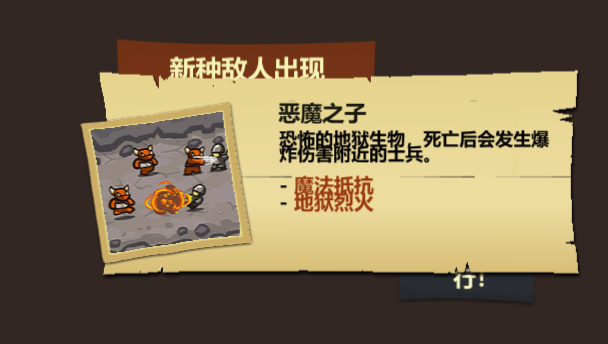 新种敌人出现
恶魔之子
恐怖的地狱生物，死亡后会发生爆
炸伤害附近的士兵。
- 魔法抵抗
- 地狱烈火
行!